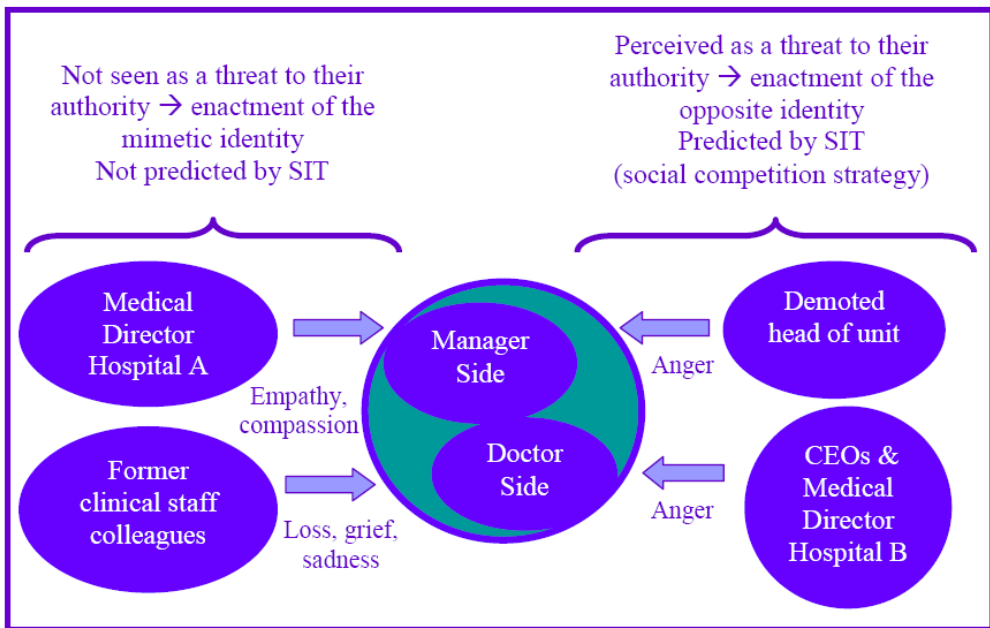 Not seen as a threat to their
authority → enactment of the
mimetic identity
Not predicted by SIT
Perceived as a threat to their
authority → enactment of the
opposite identity
Predicted by SIT
(social competition strategy)
Medical
Director
Hospital A
Empathy,
compassion
Former
clinical staff
colleagues
Loss, grief,
sadness
Manager
Side
Doctor
Side
Demoted
head of unit
Anger
CEOs &
Medical
Director
Hospital B
Anger